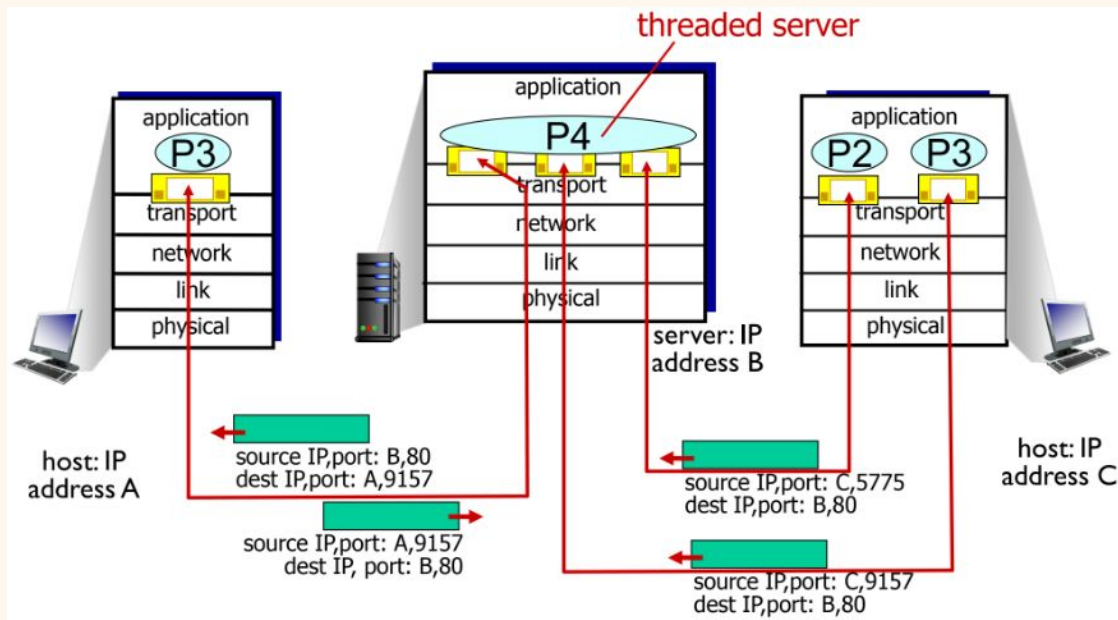 threaded server
application
P3
transport
network
link
physical
application
P4
transport
network
link
physical
application
P2
P3
transport
network
link
physical
server: IP
address B
host: IP
address A
source IP,port: B,80
dest IP,port: A,9157
source IP,port: A,9157
dest IP, port: B,80
source IP,port: C,5775
dest IP,port: B,80
source IP,port: C,9157
dest IP,port: B,80
host: IP
address C